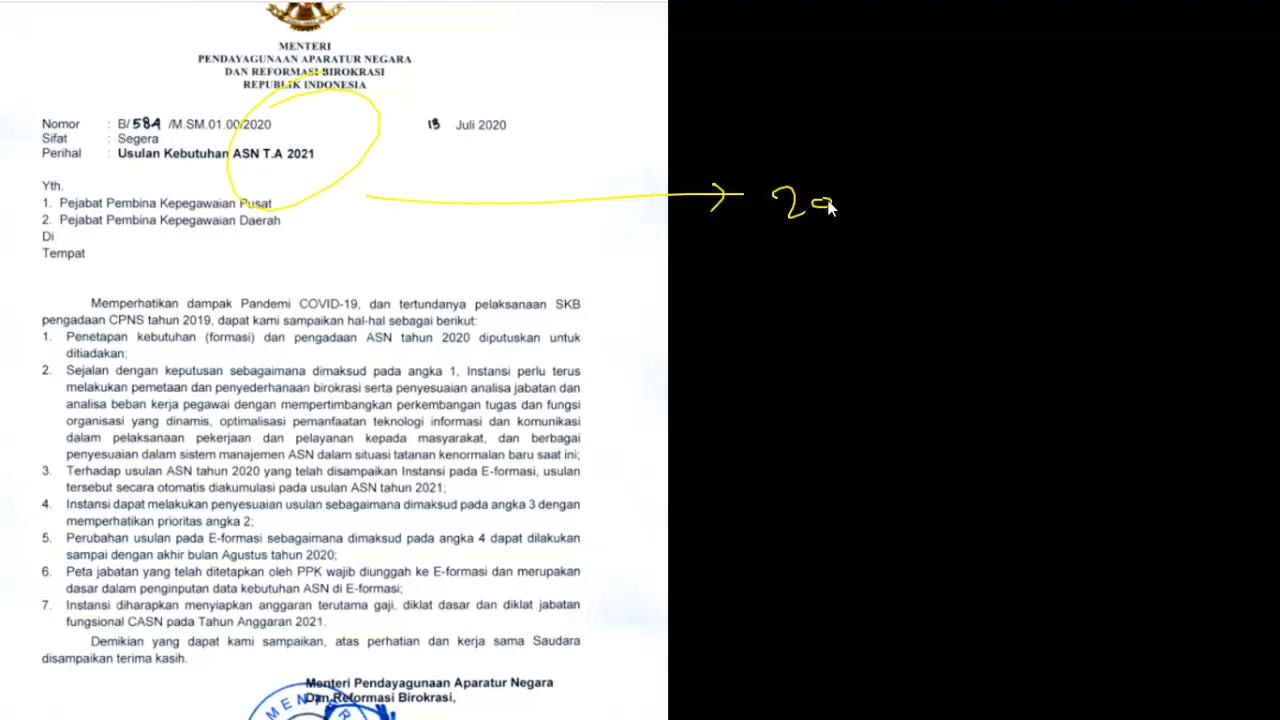 MENTERI
PENDAYAGUNAAN APARATUR NEGARA
DAN REFORMASI BIROKRASI
REPUBLIK INDONESIA
Nomor : B/584 /M.SM.01.00/2020 13 Juli 2020
Sifat : Segera
Perihal : Usulan Kebutuhan ASN T.A 2021
Yth.
1. Pejabat Pembina Kepegawaian Pusat
2. Pejabat Pembina Kepegawaian Daerah
Di
Tempat
Memperhatikan dampak Pandemi COVID-19, dan tertundanya pelaksanaan SKB
pengadaan CPNS tahun 2019, dapat kami sampaikan hal-hal sebagai berikut:
1. Penetapan kebutuhan (formasi) dan pengadaan ASN tahun 2020 diputuskan untuk
ditiadakan;
2. Sejalan dengan keputusan sebagaimana dimaksud pada angka 1, Instansi perlu terus
melakukan pemetaan dan penyederhanaan birokrasi serta penyesuaian analisa jabatan dan
analisa beban kerja pegawai dengan mempertimbangkan perkembangan tugas dan fungsi
organisasi yang dinamis, optimalisasi pemanfaatan teknologi informasi dan komunikasi
dalam pelaksanaan pekerjaan dan pelayanan kepada masyarakat, dan berbagai
penyesuaian dalam sistem manajemen ASN dalam situasi tatanan kenormalan baru saat ini;
3. Terhadap usulan ASN tahun 2020 yang telah disampaikan Instansi pada E-formasi, usulan
tersebut secara otomatis diakumulasi pada usulan ASN tahun 2021;
4. Instansi dapat melakukan penyesuaian usulan sebagaimana dimaksud pada angka 3 dengan
memperhatikan prioritas angka 2;
5. Perubahan usulan pada E-formasi sebagaimana dimaksud pada angka 4 dapat dilakukan
sampai dengan akhir bulan Agustus tahun 2020;
6. Peta jabatan yang telah ditetapkan oleh PPK wajib diunggah ke E-formasi dan merupakan
dasar dalam penginputan data kebutuhan ASN di E-formasi;
7. Instansi diharapkan menyiapkan anggaran terutama gaji, diklat dasar dan diklat jabatan
fungsional CASN pada Tahun Anggaran 2021.
Demikian yang dapat kami sampaikan, atas perhatian dan kerja sama Saudara
disampaikan terima kasih.
Menteri Pendayagunaan Aparatur Negara
Dan Reformasi Birokrasi,
MENTER
20